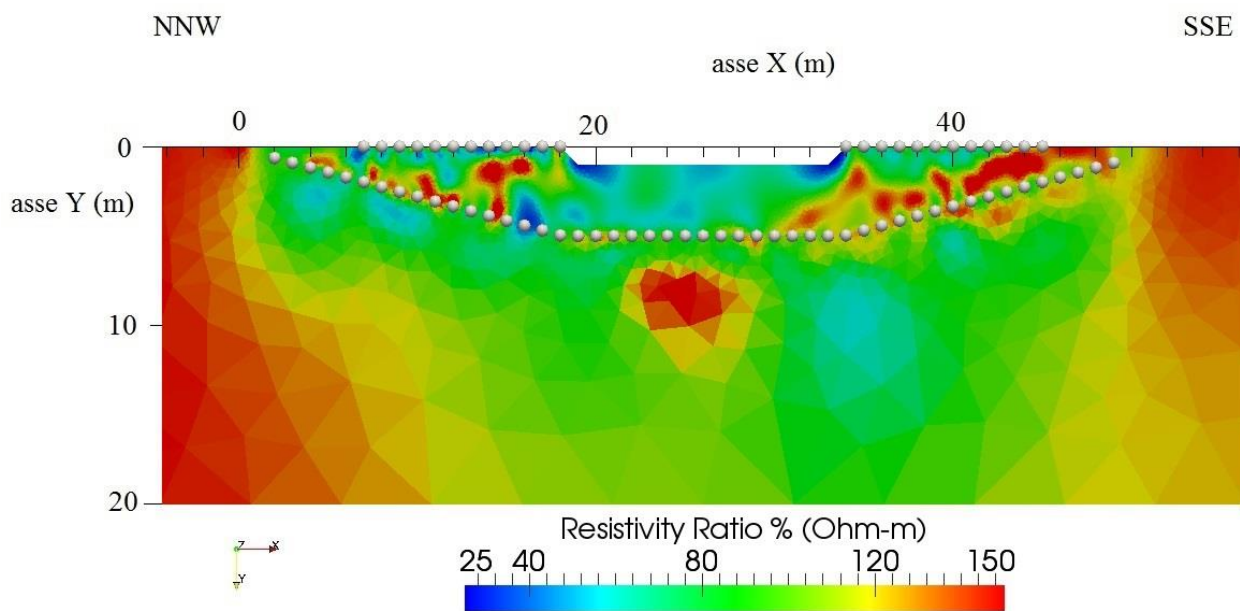 NNW SSE
asse X (m)
0 20 40
0
asse Y (m)
10
20
Z X
Y
Resistivity Ratio % (Ohm-m)
25 40 80 120 150